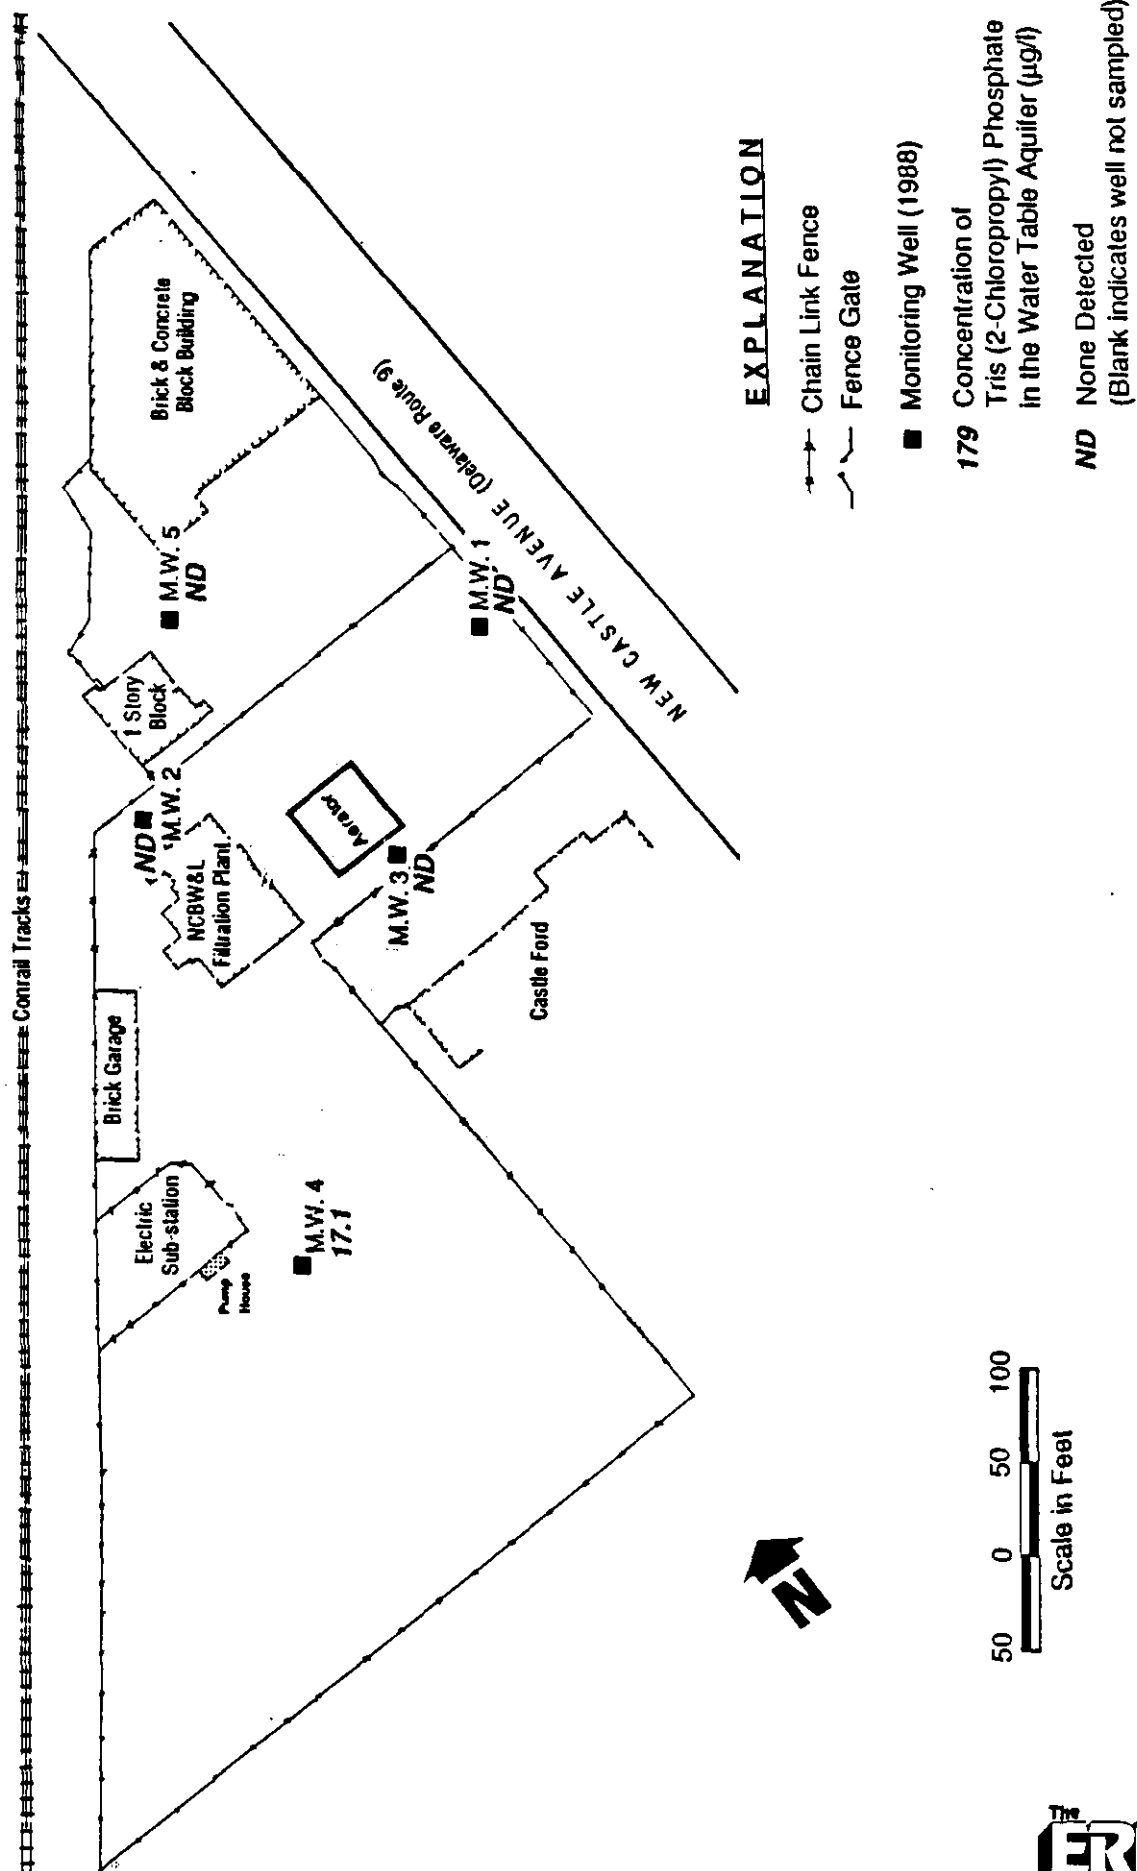 Conrail Tracks
Brick & Concrete
Block Building
M.W. 5
ND
1 Story
Block
ND
M.W. 2
NCBW&L
Filtration Plant
Aerator
M.W. 1
ND
M.W. 3
ND
Brick Garage
Electric
Sub-station
Pump
House
M.W. 4
17.1
Castle Ford
NEW CASTLE AVENUE (Delaware Route 9)
N
EXPLANATION
Chain Link Fence
Fence Gate
Monitoring Well (1988)
179 Concentration of
Tris (2-Chloropropyl) Phosphate
in the Water Table Aquifer (µg/l)
ND None Detected
(Blank indicates well not sampled)
50 0 50 100
Scale in Feet
The
ER